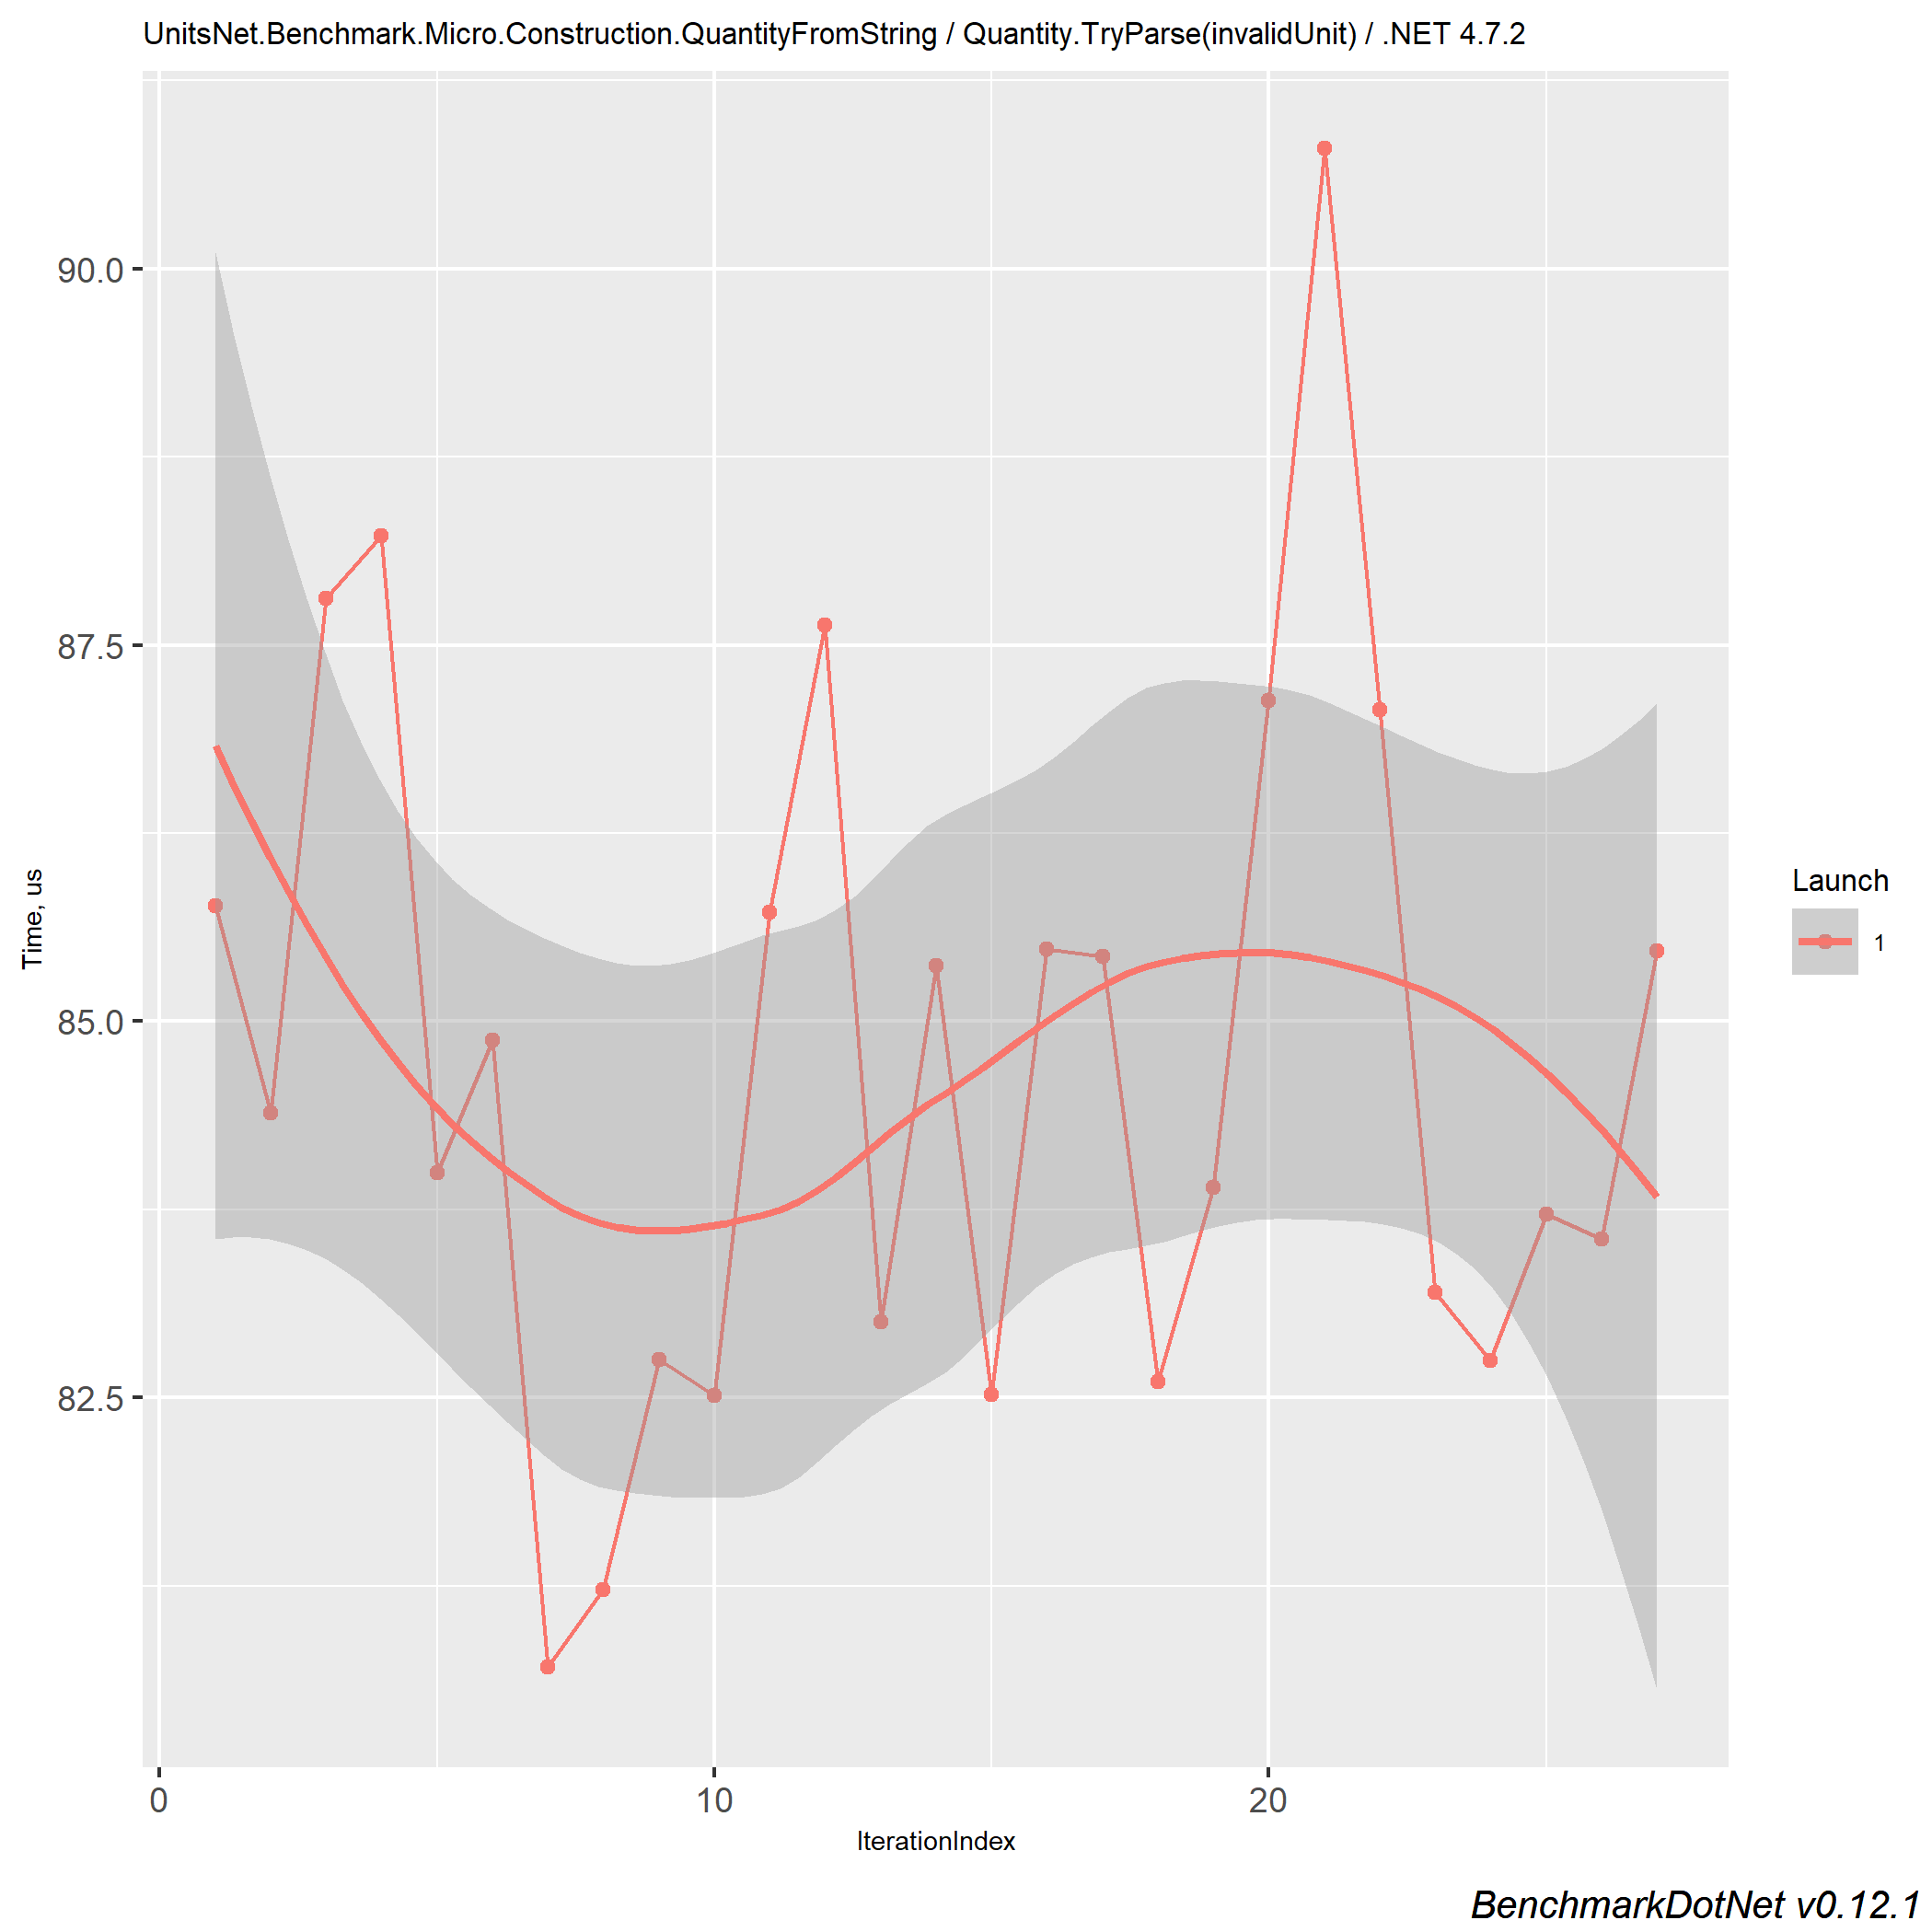 UnitsNet.Benchmark.Micro.Construction.QuantityFromString / Quantity.TryParse(invalidUnit) / .NET 4.7.2
90.0
87.5
85.0
82.5
Time, us
0 10 20
IterationIndex
Launch
1
BenchmarkDotNet v0.12.1